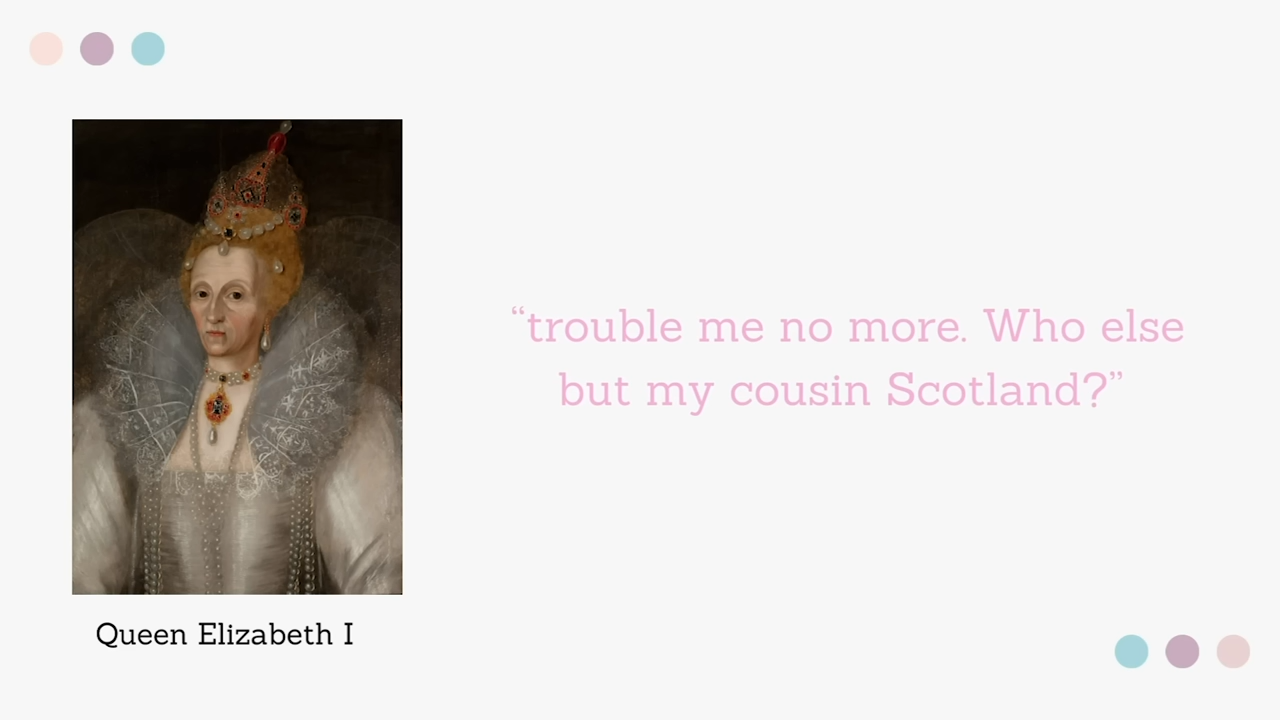 “trouble me no more. Who else
but my cousin Scotland?”
Queen Elizabeth I